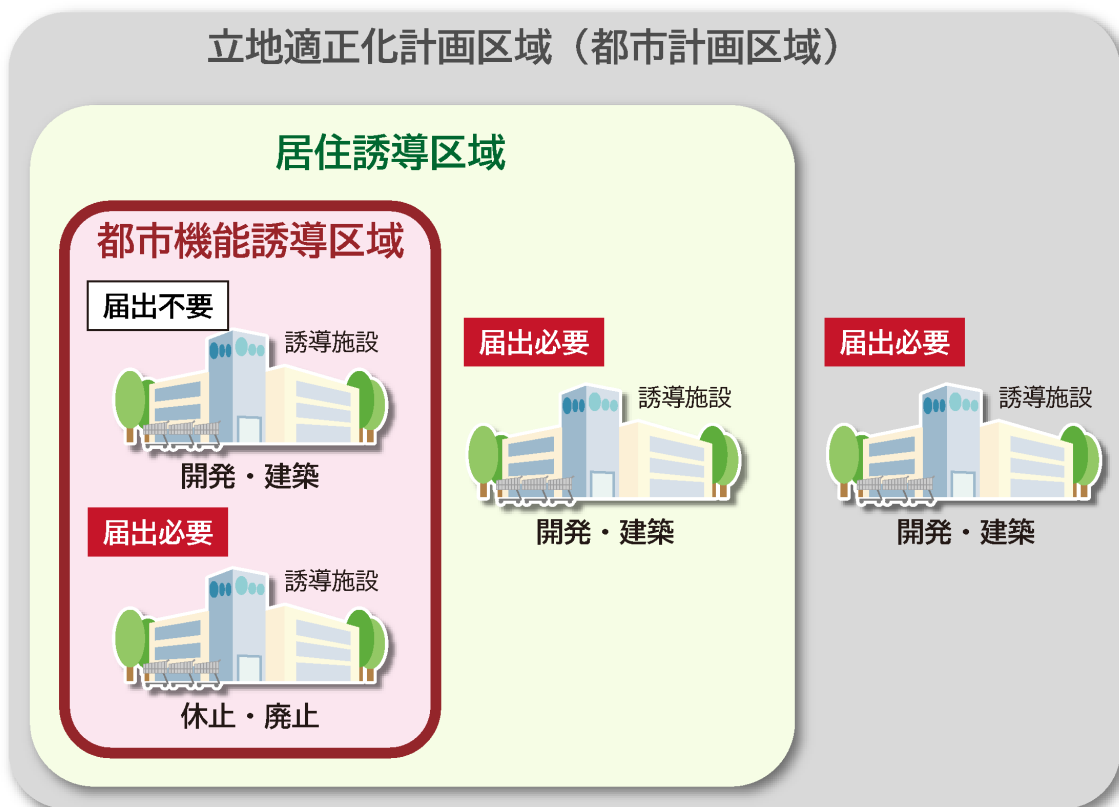 立地適正化計画区域（都市計画区域）
居住誘導区域
都市機能誘導区域
届出不要
誘導施設
開発・建築
届出必要
誘導施設
休止・廃止
届出必要
誘導施設
開発・建築
届出必要
誘導施設
開発・建築